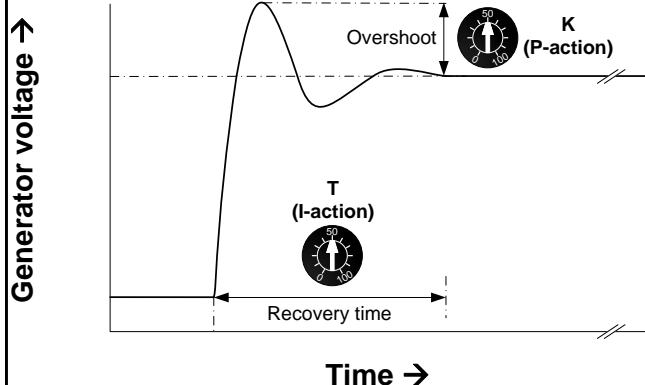 Generator voltage →
Overshoot
50
0
100
K
(P-action)
T
(I-action)
50
0
100
Recovery time
Time →